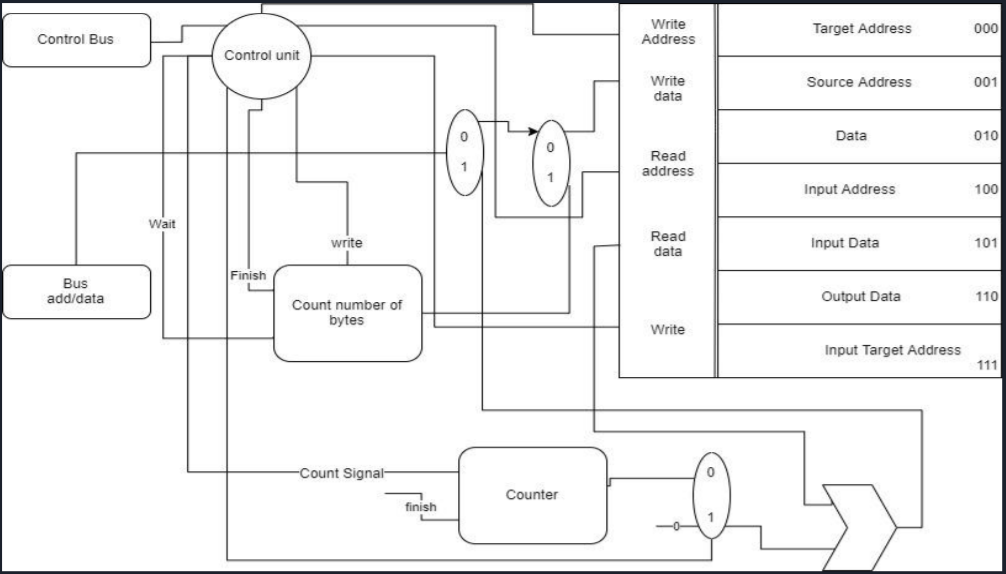 Control Bus
Control unit
Write
Address
Write
data
Read
address
Read
data
Write
Target Address 000
Source Address 001
Data 010
Input Address 100
Input Data 101
Output Data 110
Input Target Address
111
0
1
0
1
Wait
write
Finish
Bus
add/data
Count number of
bytes
Count Signal
finish
Counter
0
1
0